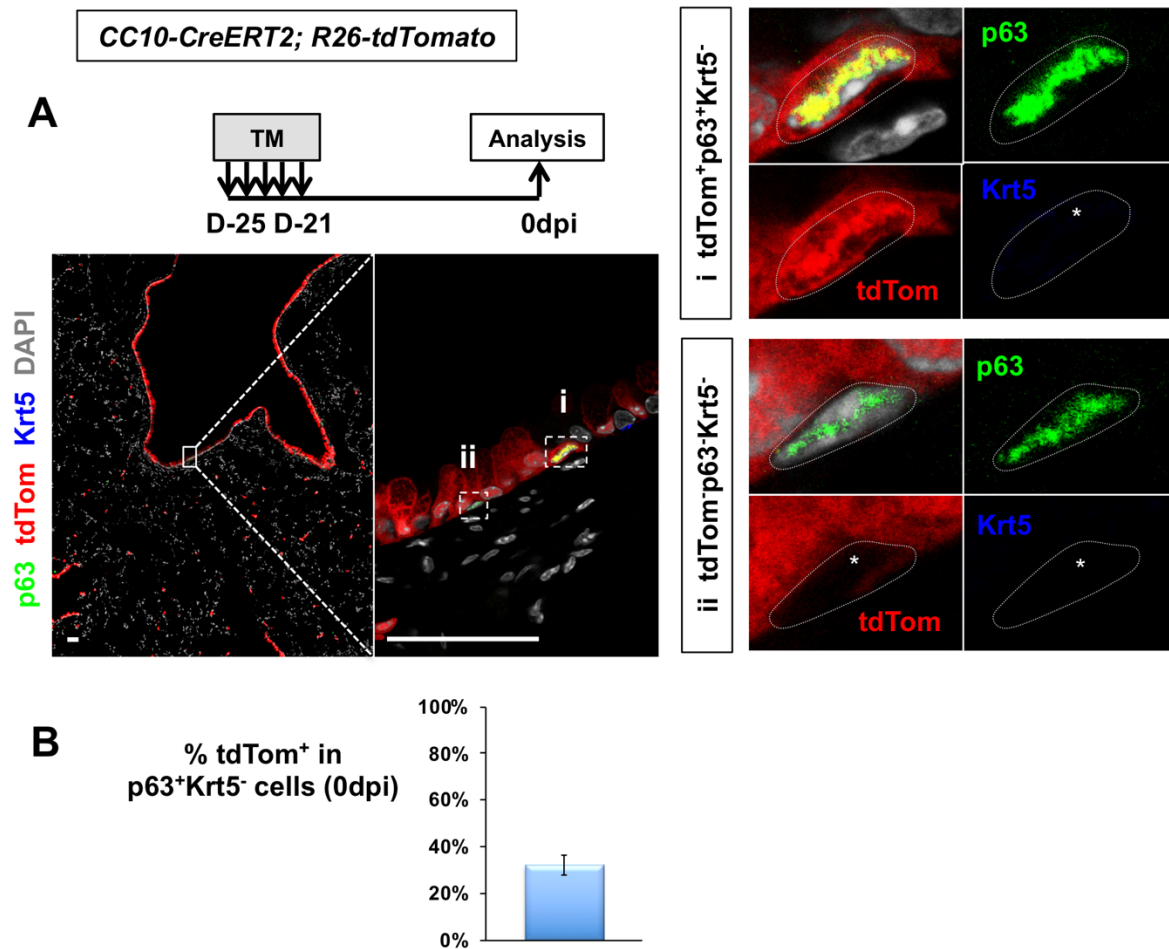 CC10-CreERT2; R26-tdTomato
A
TM
Analysis
D-25 D-21
0dpi
p63 tdTom Krt5 DAPI
i
ii
i tdTom⁺p63⁺Krt5⁻
p63
tdTom
Krt5
*
ii tdTom⁻p63⁻Krt5⁻
p63
*
tdTom
Krt5
*
B
% tdTom⁺ in
p63⁺Krt5⁻ cells (0dpi)
100%
80%
60%
40%
20%
0%